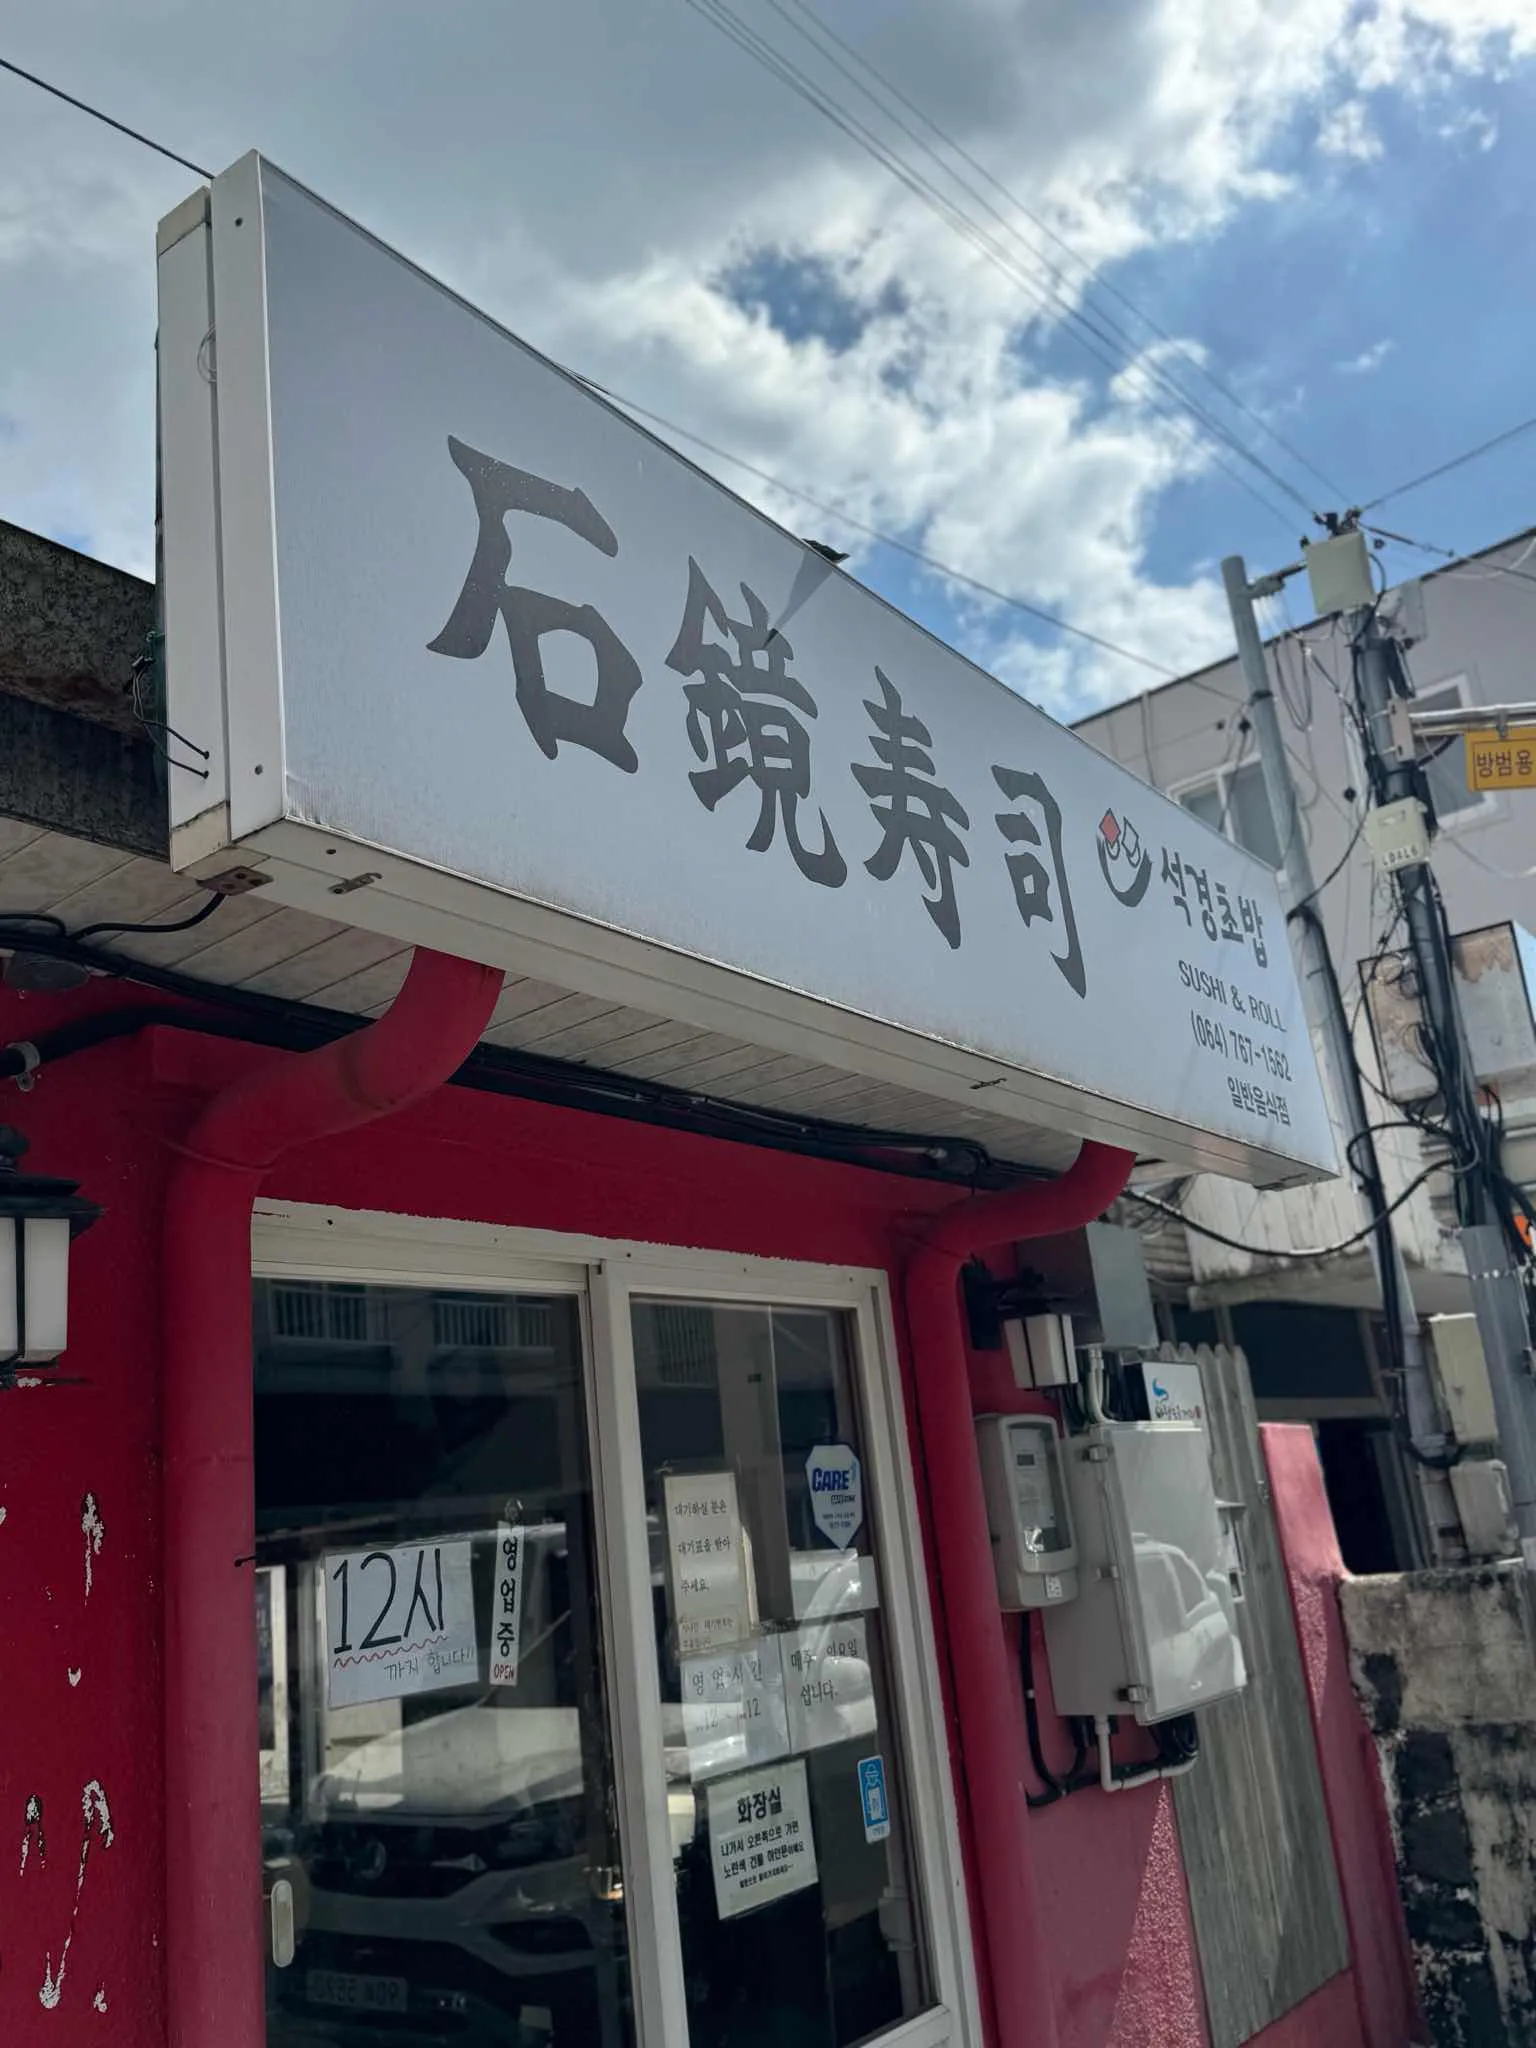 石鏡寿司
석경초밥
SUSHI & ROLL
(064) 767-1562
일반음식점
방범용
12시
까지 합니다!!
영업중
OPEN
대기하실 분은
대기표를 받아
주세요.
CARE
영업시간
12 12
매주 일요일
쉽니다.
화장실
나가서 오른쪽으로 가면
노란색 건물